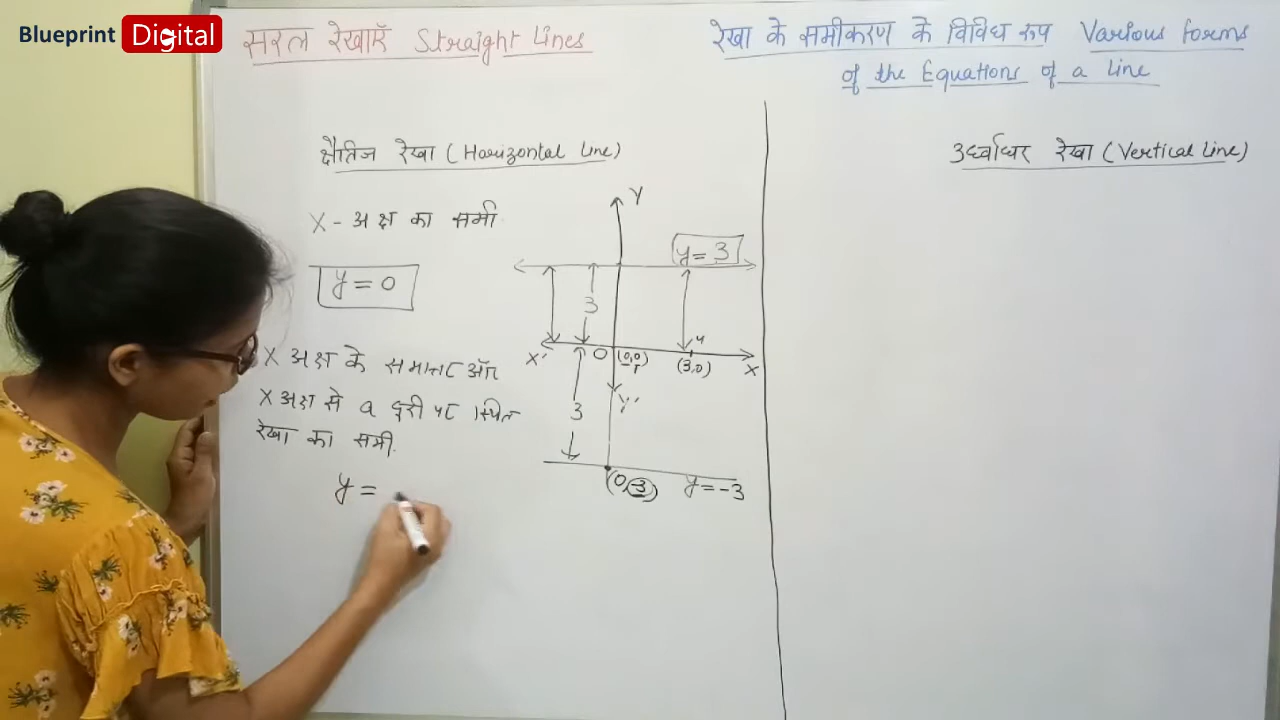 Blueprint Digital
सरल रेखाएँ Straight Lines
रेखा के समीकरण के विविध रूप Various forms
of the Equations of a line
क्षैतिज रेखा (Horizontal line)
X - अक्ष का समी
y = 0
X अक्ष के समान्तर और
X अक्ष से a दूरी पर स्थित
रेखा का समी.
y =
Y
y = 3
3
X'
O
(0,0)
4
(3,0)
X
Y'
3
(0,-3)
y = -3
उर्ध्वाधर रेखा (Vertical line)